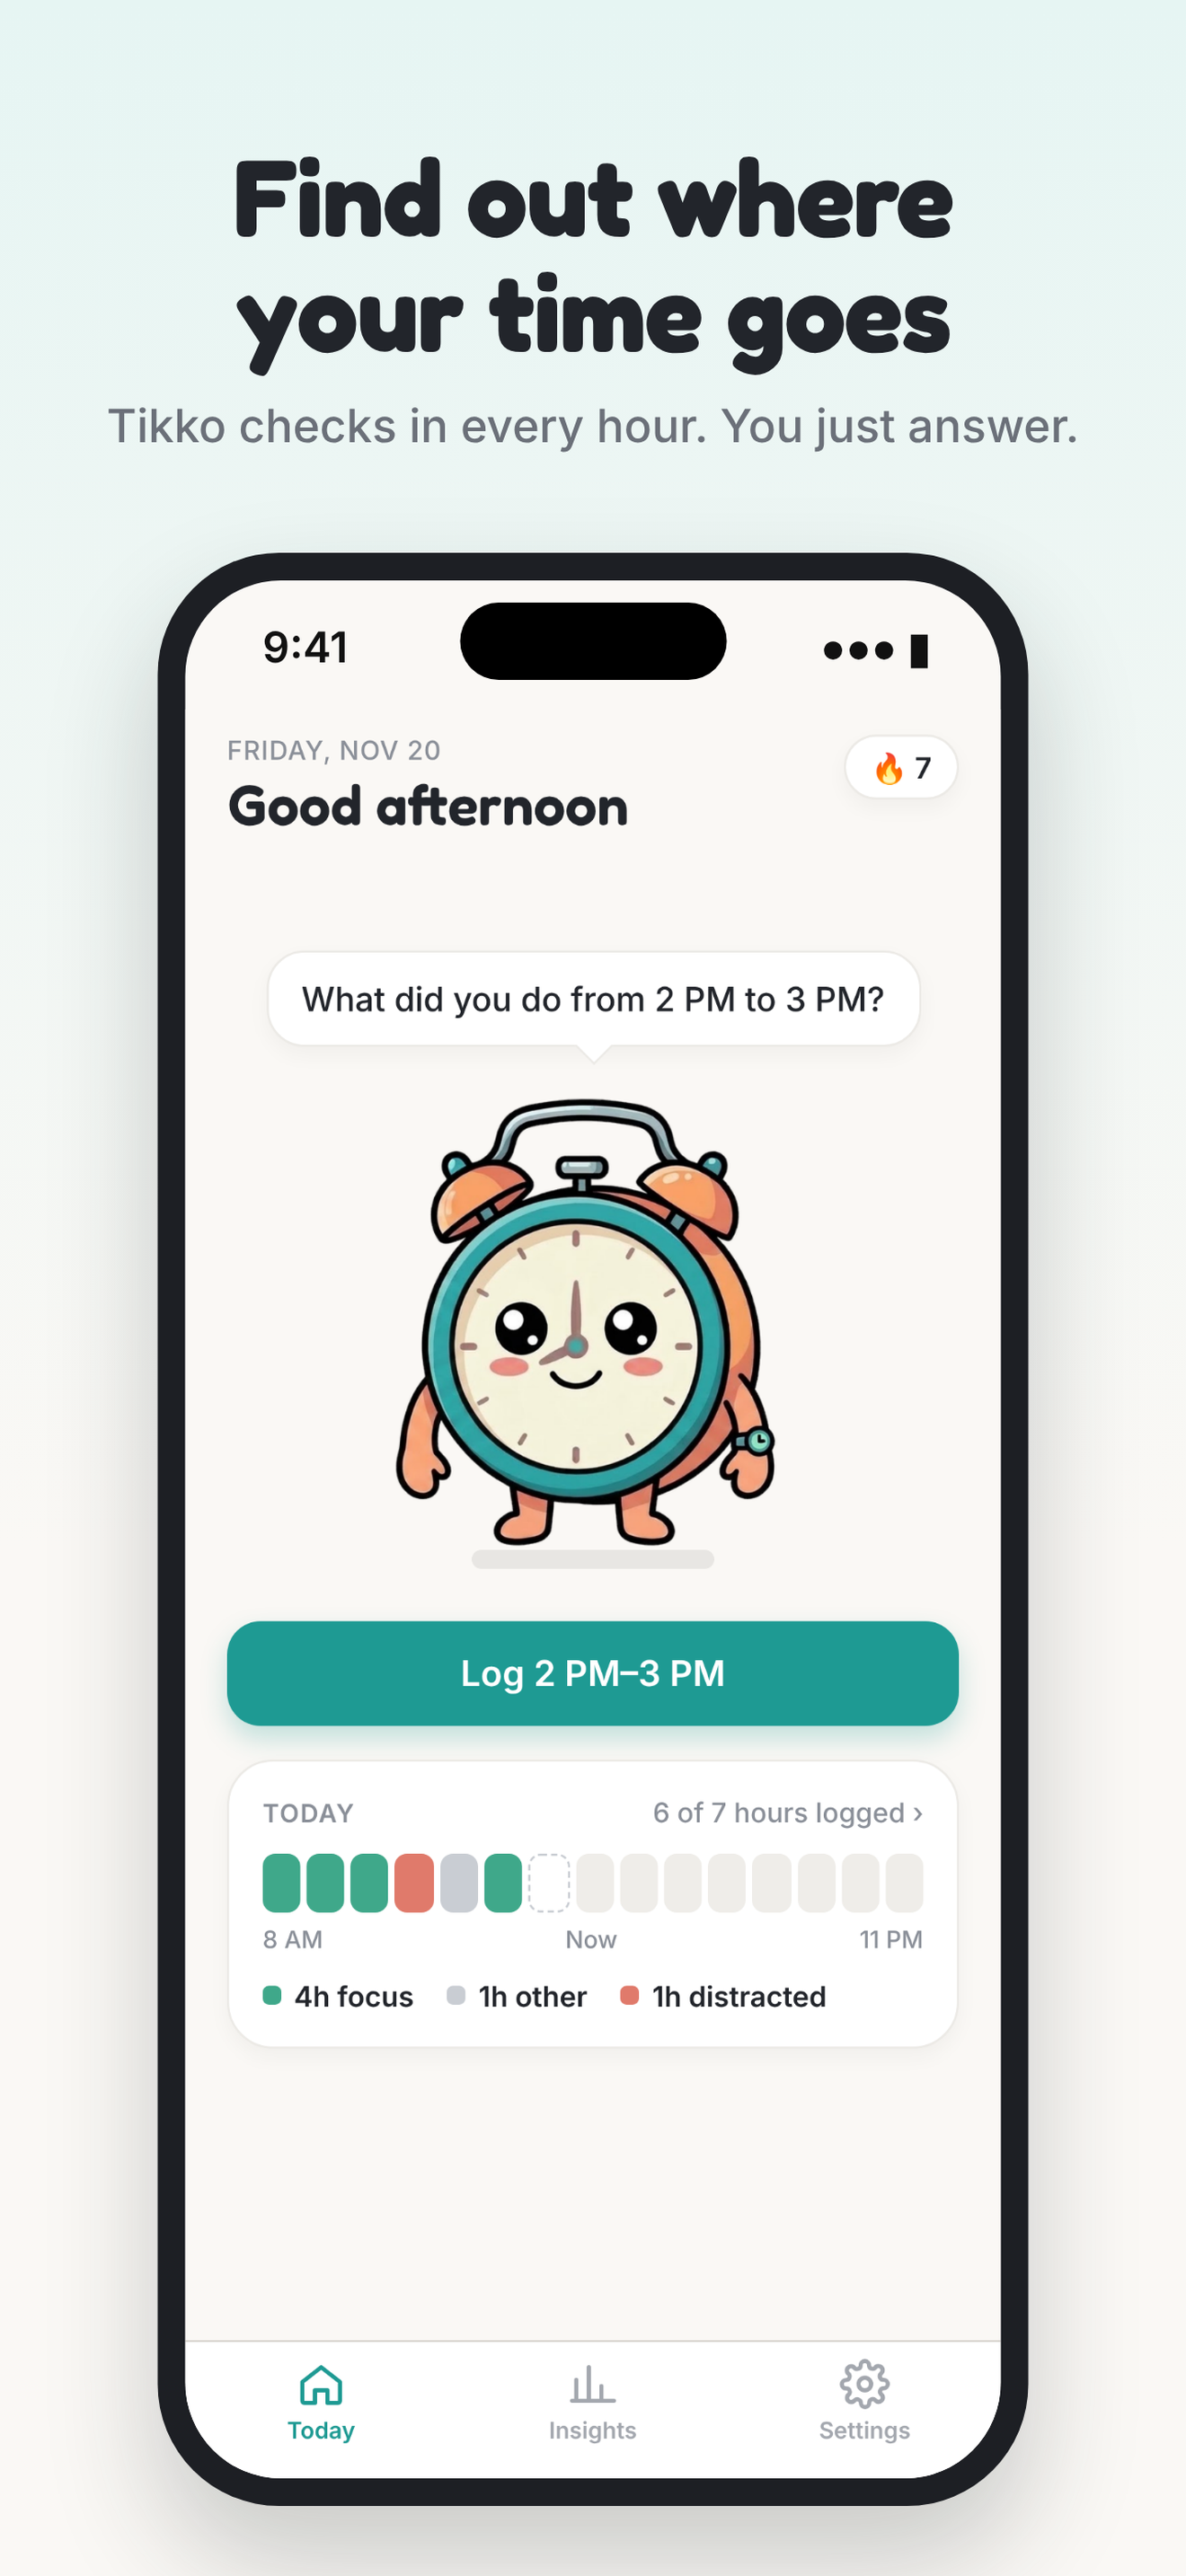 Find out where
your time goes
Tikko checks in every hour. You just answer.
9:41
FRIDAY, NOV 20
🔥 7
Good afternoon
What did you do from 2 PM to 3 PM?
Log 2 PM–3 PM
TODAY
6 of 7 hours logged ›
8 AM
Now
11 PM
4h focus
1h other
1h distracted
Today
Insights
Settings